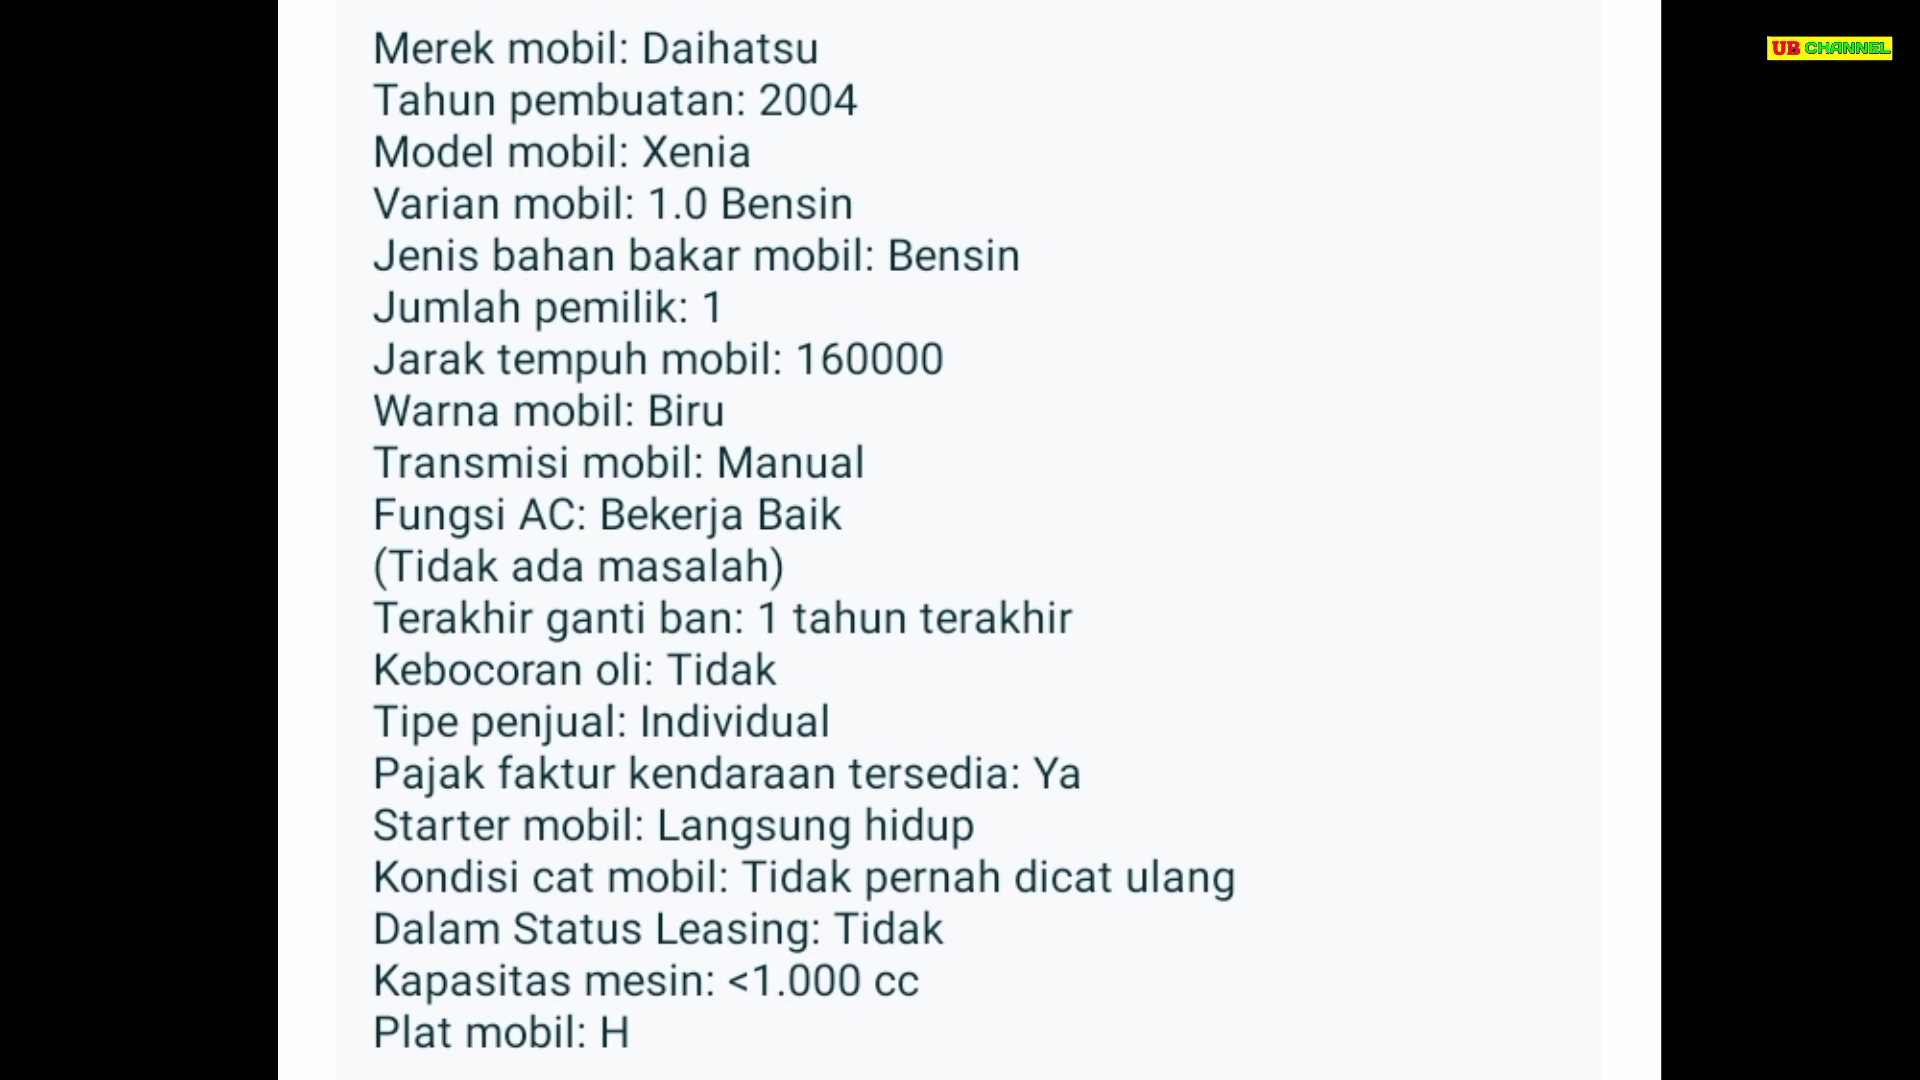 Merek mobil: Daihatsu
Tahun pembuatan: 2004
Model mobil: Xenia
Varian mobil: 1.0 Bensin
Jenis bahan bakar mobil: Bensin
Jumlah pemilik: 1
Jarak tempuh mobil: 160000
Warna mobil: Biru
Transmisi mobil: Manual
Fungsi AC: Bekerja Baik
(Tidak ada masalah)
Terakhir ganti ban: 1 tahun terakhir
Kebocoran oli: Tidak
Tipe penjual: Individual
Pajak faktur kendaraan tersedia: Ya
Starter mobil: Langsung hidup
Kondisi cat mobil: Tidak pernah dicat ulang
Dalam Status Leasing: Tidak
Kapasitas mesin: <1.000 cc
Plat mobil: H
UB CHANNEL